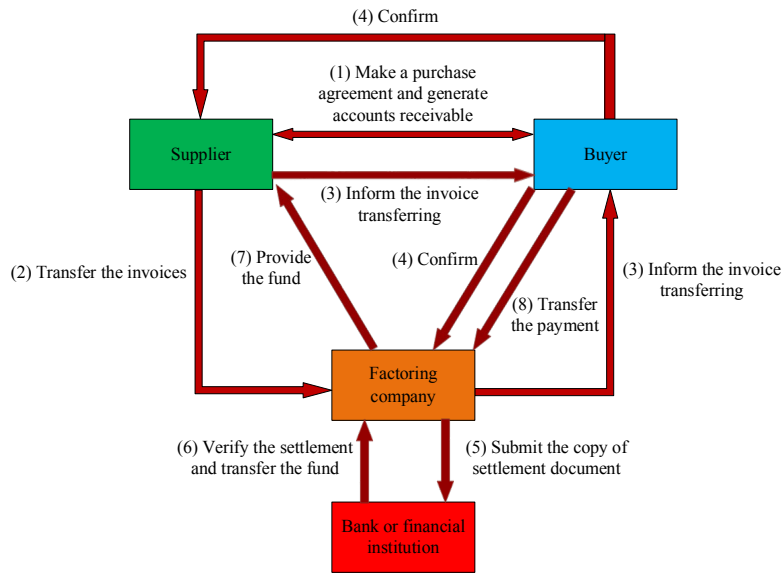 (4) Confirm
(1) Make a purchase
agreement and generate
accounts receivable
Supplier
Buyer
(3) Inform the invoice
transferring
(2) Transfer the invoices
(7) Provide
the fund
(4) Confirm
(3) Inform the invoice
transferring
(8) Transfer
the payment
Factoring
company
(6) Verify the settlement
and transfer the fund
(5) Submit the copy of
settlement document
Bank or financial
institution